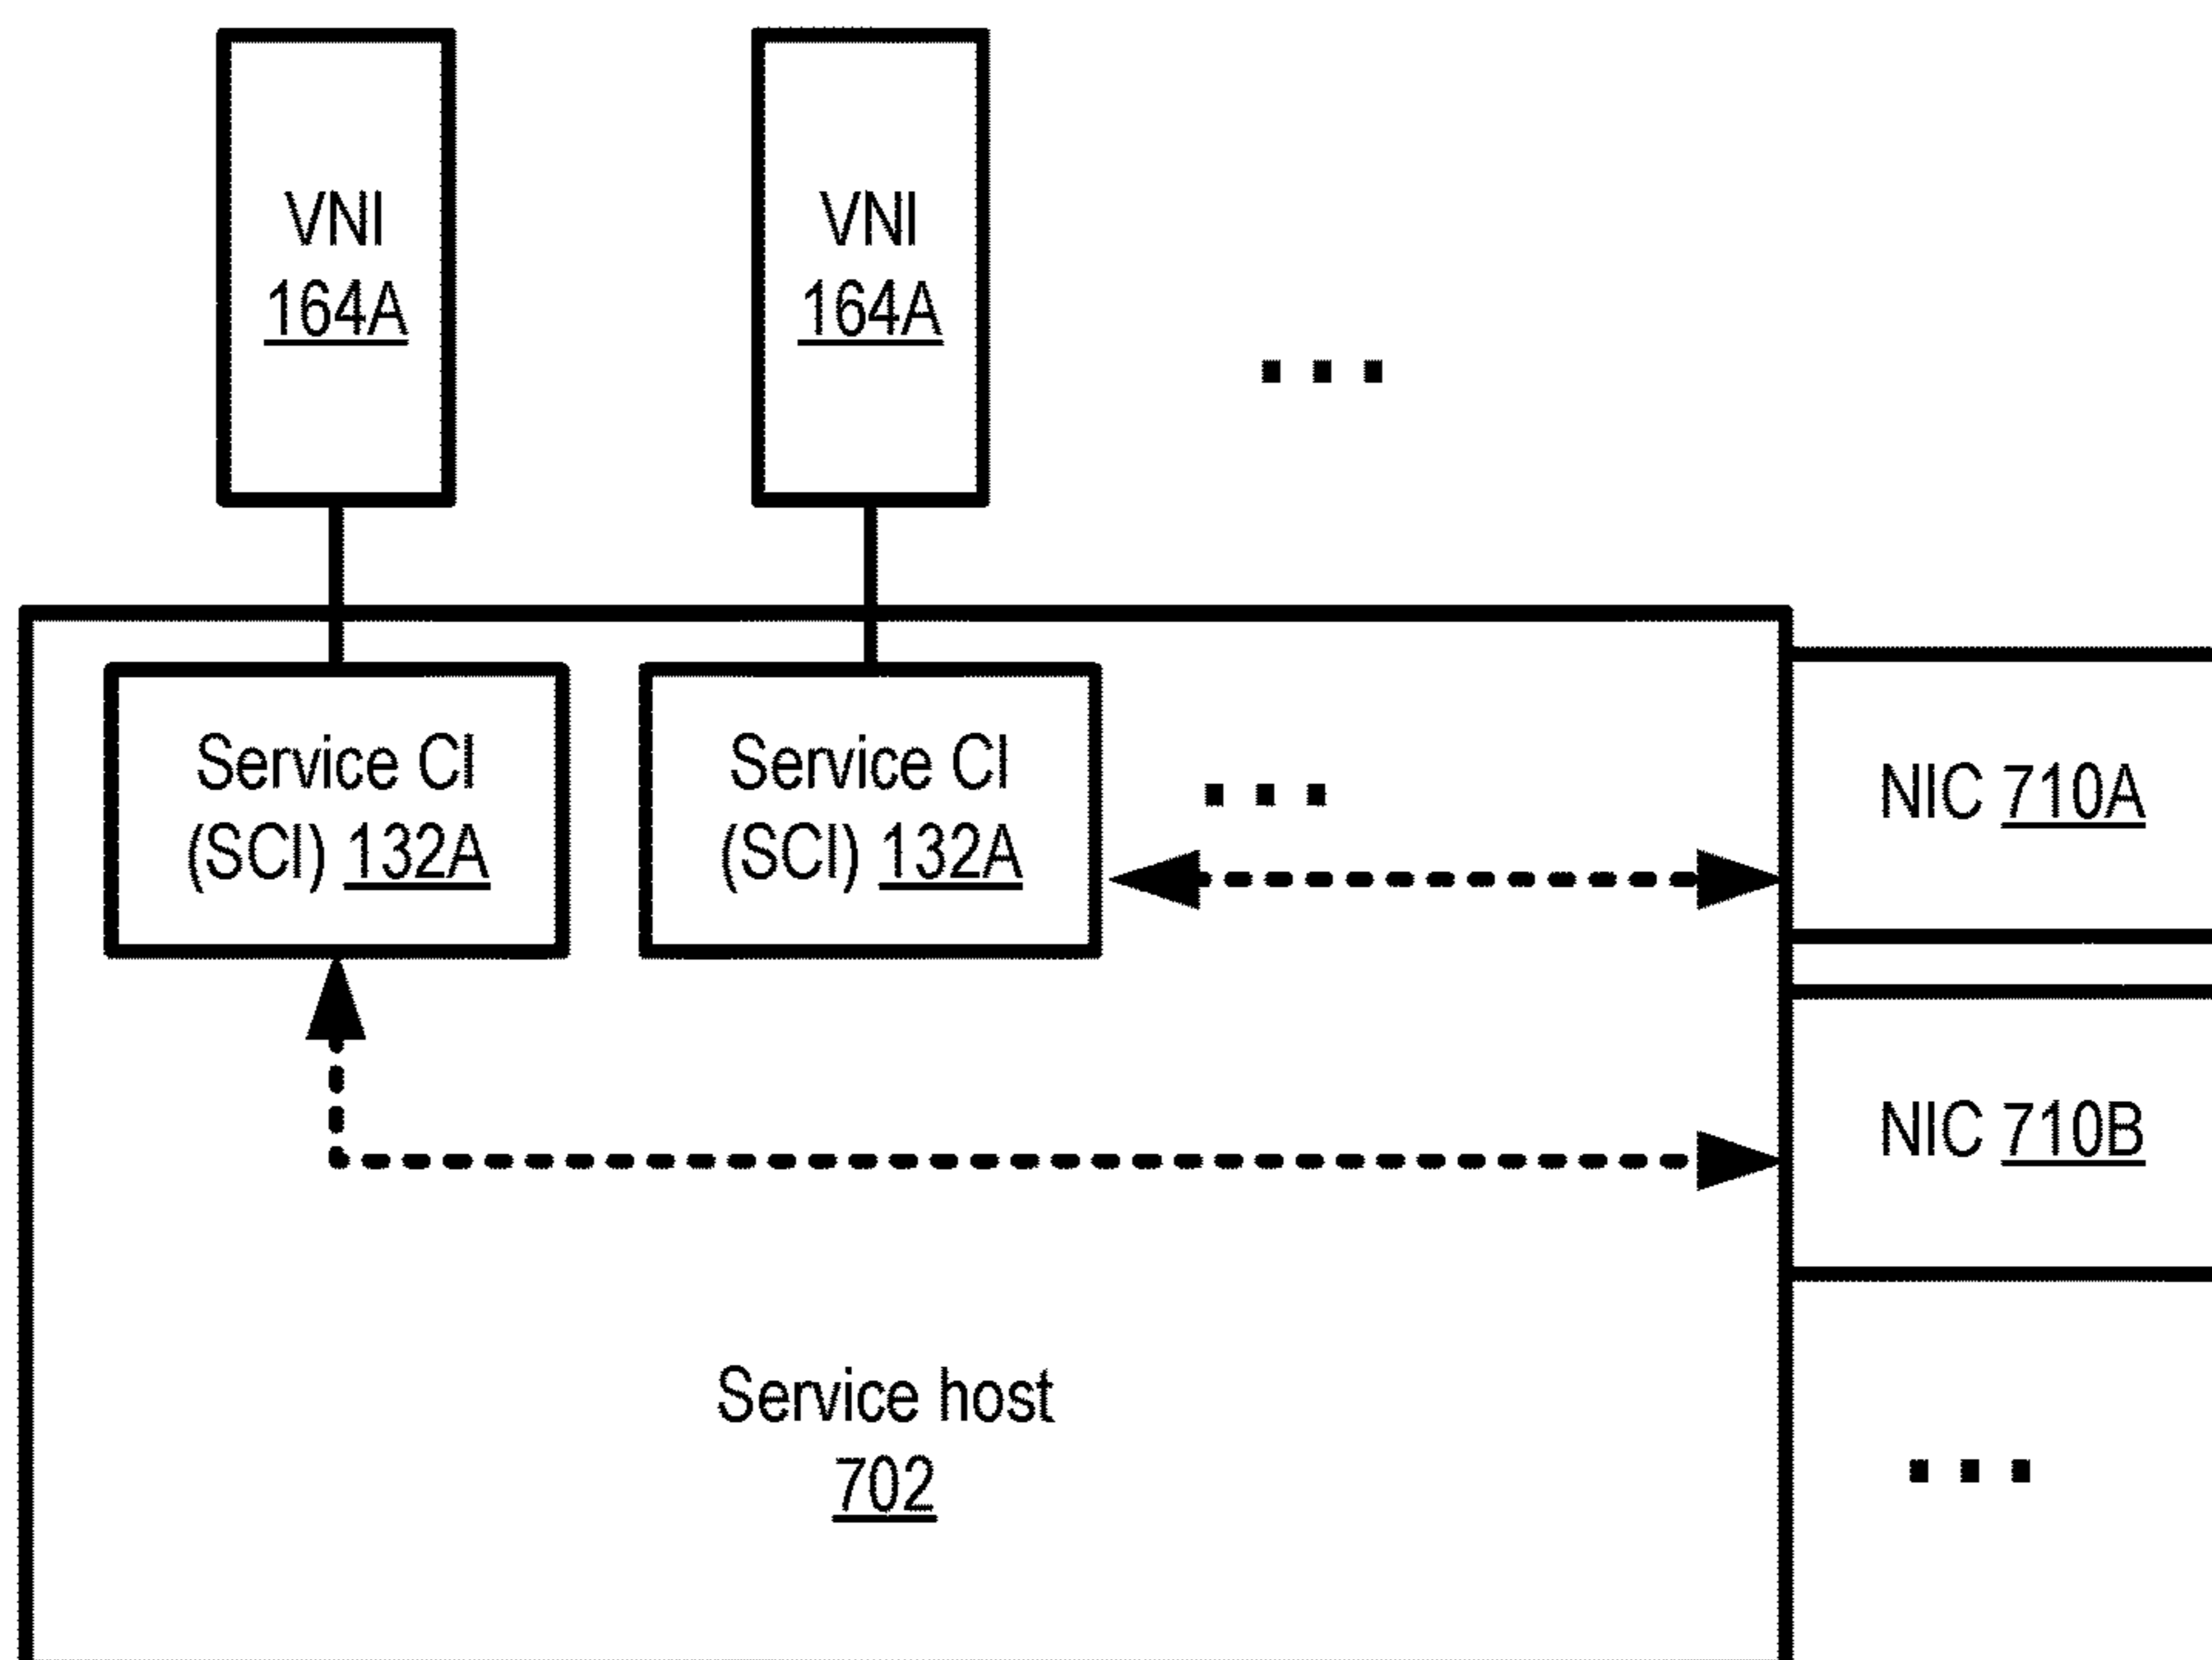 VNI
164A
VNI
164A
Service CI
(SCI) 132A
Service CI
(SCI) 132A
NIC 710A
NIC 710B
Service host
702